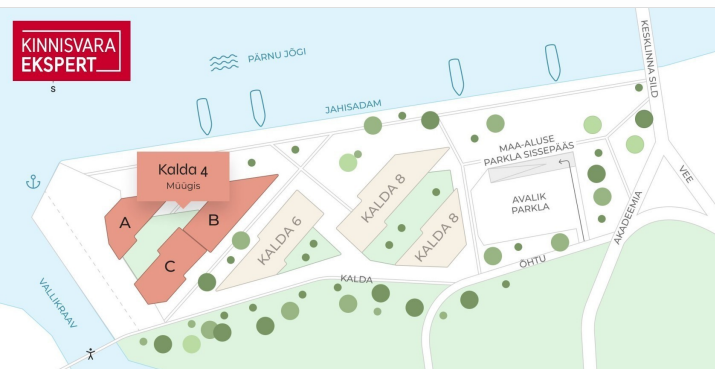 KINNISVARA
EKSPERT
S
PÄRNU JÕGI
JAHISADAM
KESKLINNA SILD
Kalda 4
Müügis
A
B
C
KALDA 6
KALDA 8
KALDA 8
MAA-ALUSE
PARKLA SISSEPÄÄS
AVALIK
PARKLA
VEE
AKADEEMIA
ÕHTU
KALDA
VALLIKRAAV